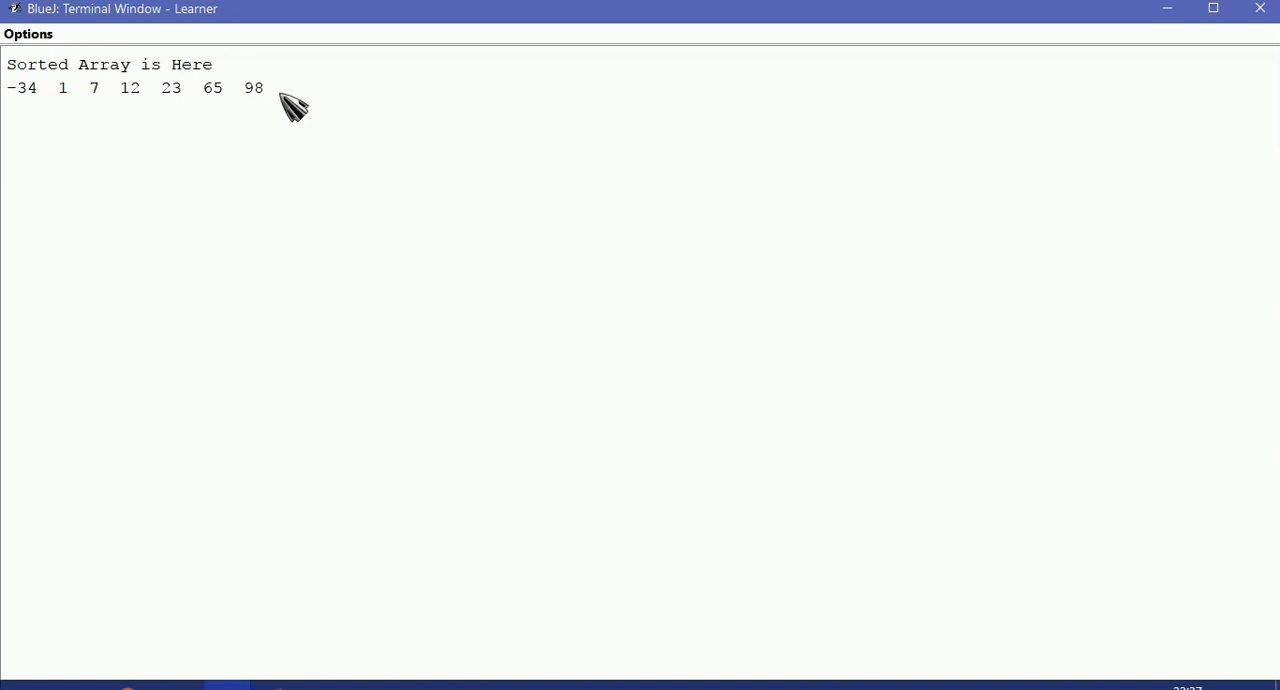 BlueJ: Terminal Window - Learner
Options
Sorted Array is Here
-34 1 7 12 23 65 98